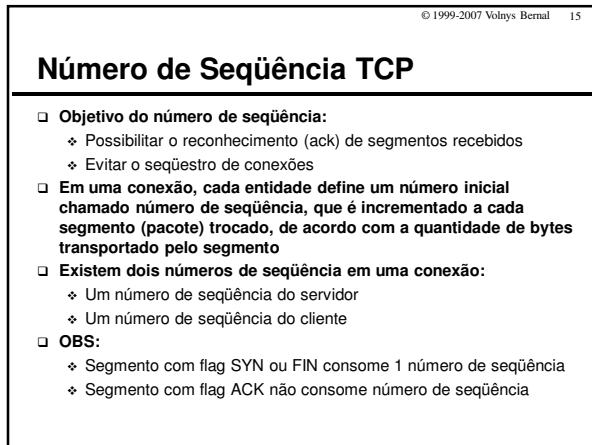 © 1999-2007 Volnys Bernal 15
Número de Seqüência TCP
❑ Objetivo do número de seqüência:
❖ Possibilitar o reconhecimento (ack) de segmentos recebidos
❖ Evitar o seqüestro de conexões
❑ Em uma conexão, cada entidade define um número inicial
chamado número de seqüência, que é incrementado a cada
segmento (pacote) trocado, de acordo com a quantidade de bytes
transportado pelo segmento
❑ Existem dois números de seqüência em uma conexão:
❖ Um número de seqüência do servidor
❖ Um número de seqüência do cliente
❑ OBS:
❖ Segmento com flag SYN ou FIN consome 1 número de seqüência
❖ Segmento com flag ACK não consome número de seqüência